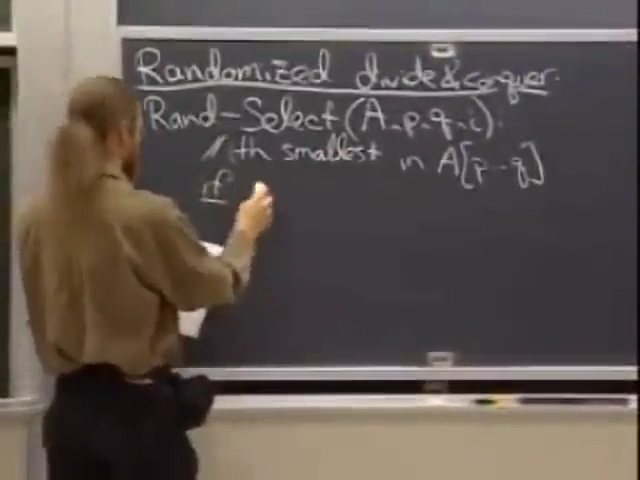 Randomized divide & conquer.
Rand-Select(A, p, q, i):
// ith smallest in A[p..q]
if